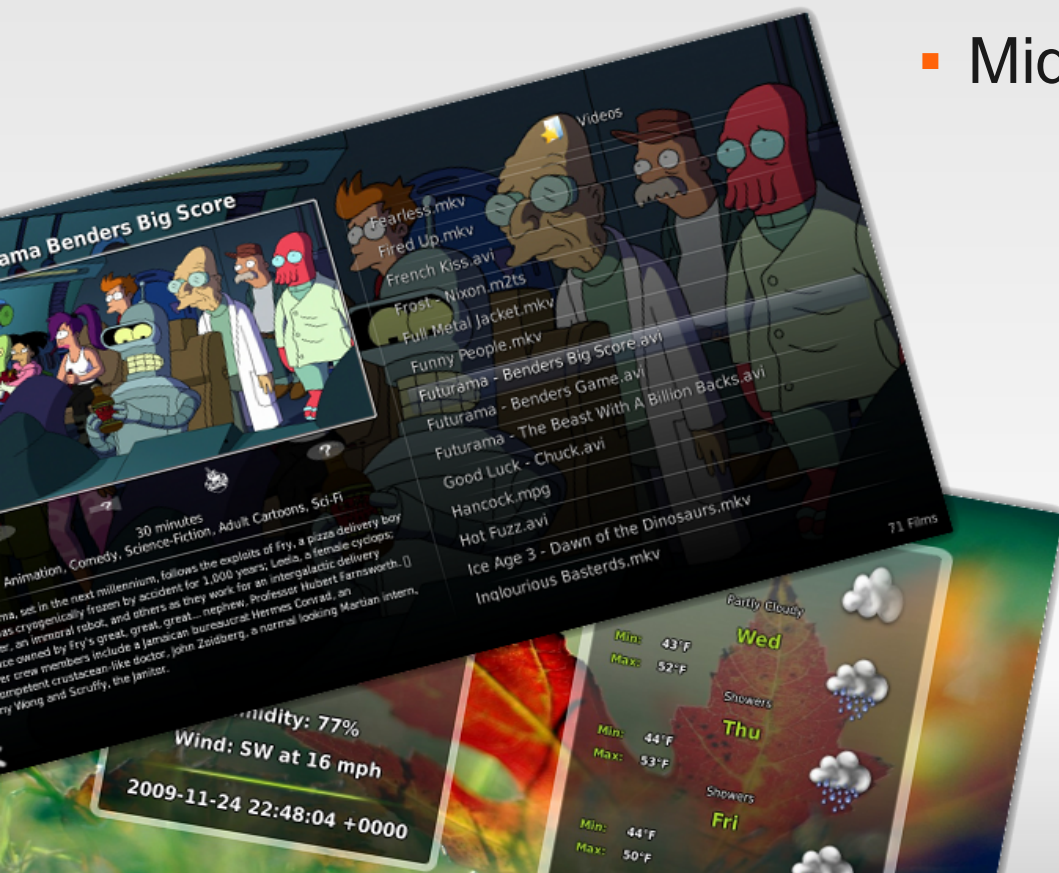 Mic
ama Benders Big Score
Videos
Fearless.mkv
Fired Up.mkv
French Kiss.avi
Frost - Nixon.m2ts
Full Metal Jacket.mkv
Funny People.mkv
Futurama - Benders Big Score.avi
Futurama - Benders Game.avi
Futurama - The Beast With A Billion Backs.avi
Good Luck - Chuck.avi
Hancock.mpg
Hot Fuzz.avi
Ice Age 3 - Dawn of the Dinosaurs.mkv
Inglourious Basterds.mkv
71 Films
30 minutes
Animation, Comedy, Science-Fiction, Adult Cartoons, Sci-Fi
ma, set in the next millennium, follows the exploits of Fry, a pizza delivery boy
as cryogenically frozen by accident for 1,000 years; Leela, a female cyclops;
er, an immoral robot, and others as they work for an intergalactic delivery
ce owned by Fry's great, great, great... nephew, Professor Hubert Farnsworth.
er crew members include a Jamaican bureaucrat Hermes Conrad, an
ompetent crustacean-like doctor, John Zoidberg, a normal looking Martian intern,
ny Wong and Scruffy, the Janitor.
midity: 77%
Wind: SW at 16 mph
2009-11-24 22:48:04 +0000
Partly Cloudy
Wed
Min: 43°F
Max: 52°F
Showers
Thu
Min: 44°F
Max: 53°F
Showers
Fri
Min: 44°F
Max: 50°F